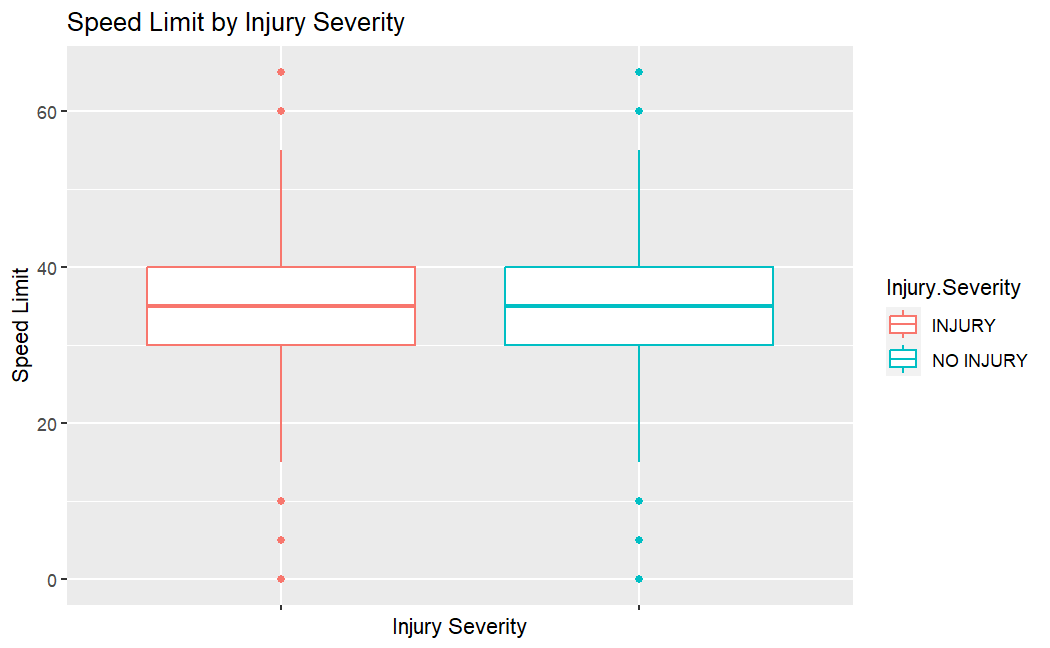 Speed Limit by Injury Severity
60
40
20
0
Speed Limit
Injury Severity
Injury.Severity
INJURY
NO INJURY